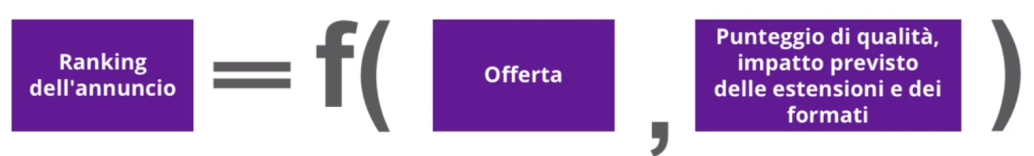 Ranking
dell'annuncio
=
f(
Offerta
,
Punteggio di qualità,
impatto previsto
delle estensioni e dei
formati
)